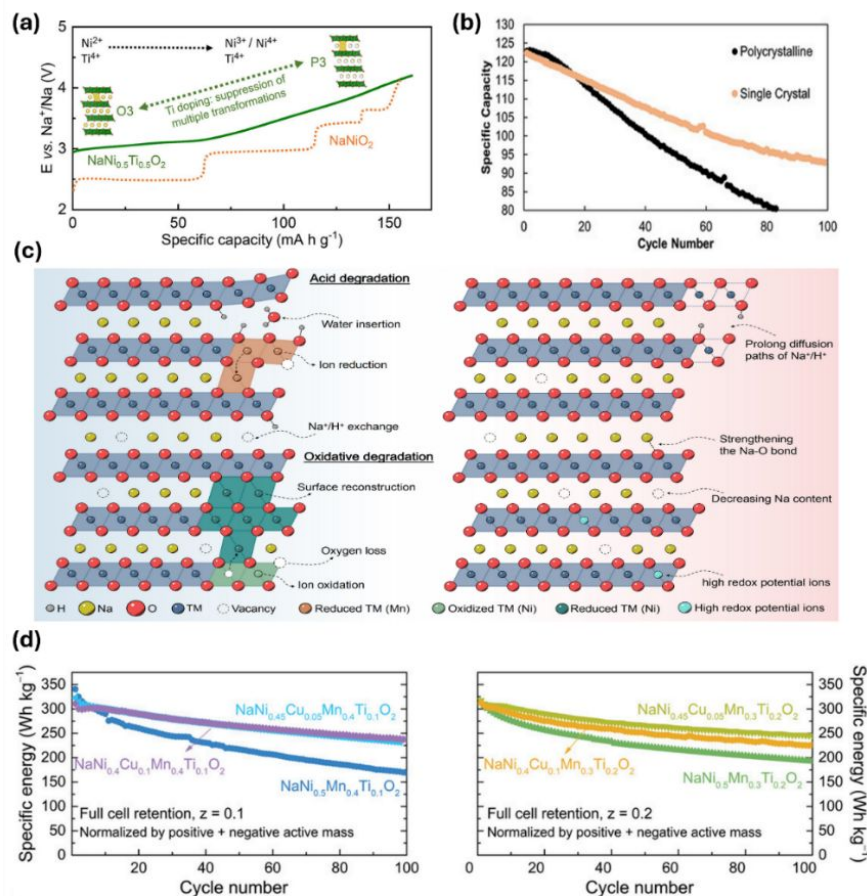 (a)
Ni²⁺
Ni³⁺ / Ni⁴⁺
Ti⁴⁺
Ti⁴⁺
P3
Ti doping: suppression of
multiple transformations
O3
NaNi₀.₅Ti₀.₅O₂
NaNiO₂
E vs. Na⁺/Na (V)
5
4
3
2
0
50
100
150
Specific capacity (mA h g⁻¹)
(b)
Polycrystalline
Single Crystal
Specific Capacity
125
120
115
110
105
100
95
90
85
80
0
20
40
60
80
100
Cycle Number
(c)
Acid degradation
Water insertion
Ion reduction
Na⁺/H⁺ exchange
Oxidative degradation
Surface reconstruction
Oxygen loss
Ion oxidation
Prolong diffusion
paths of Na⁺/H⁺
Strengthening
the Na-O bond
Decreasing Na content
high redox potential ions
H
Na
O
TM
Vacancy
Reduced TM (Mn)
Oxidized TM (Ni)
Reduced TM (Ni)
High redox potential ions
(d)
Specific energy (Wh kg⁻¹)
350
300
250
200
150
100
50
0
NaNi₀.₄₅Cu₀.₀₅Mn₀.₄Ti₀.₁O₂
NaNi₀.₄Cu₀.₁Mn₀.₄Ti₀.₁O₂
NaNi₀.₅Mn₀.₄Ti₀.₁O₂
Full cell retention, z = 0.1
Normalized by positive + negative active mass
20
40
60
80
100
Cycle number
NaNi₀.₄₅Cu₀.₀₅Mn₀.₃Ti₀.₂O₂
NaNi₀.₄Cu₀.₁Mn₀.₃Ti₀.₂O₂
NaNi₀.₅Mn₀.₃Ti₀.₂O₂
Full cell retention, z = 0.2
Normalized by positive + negative active mass
0
20
40
60
80
100
Cycle number
350
300
250
200
150
100
50
0
Specific energy (Wh kg⁻¹)